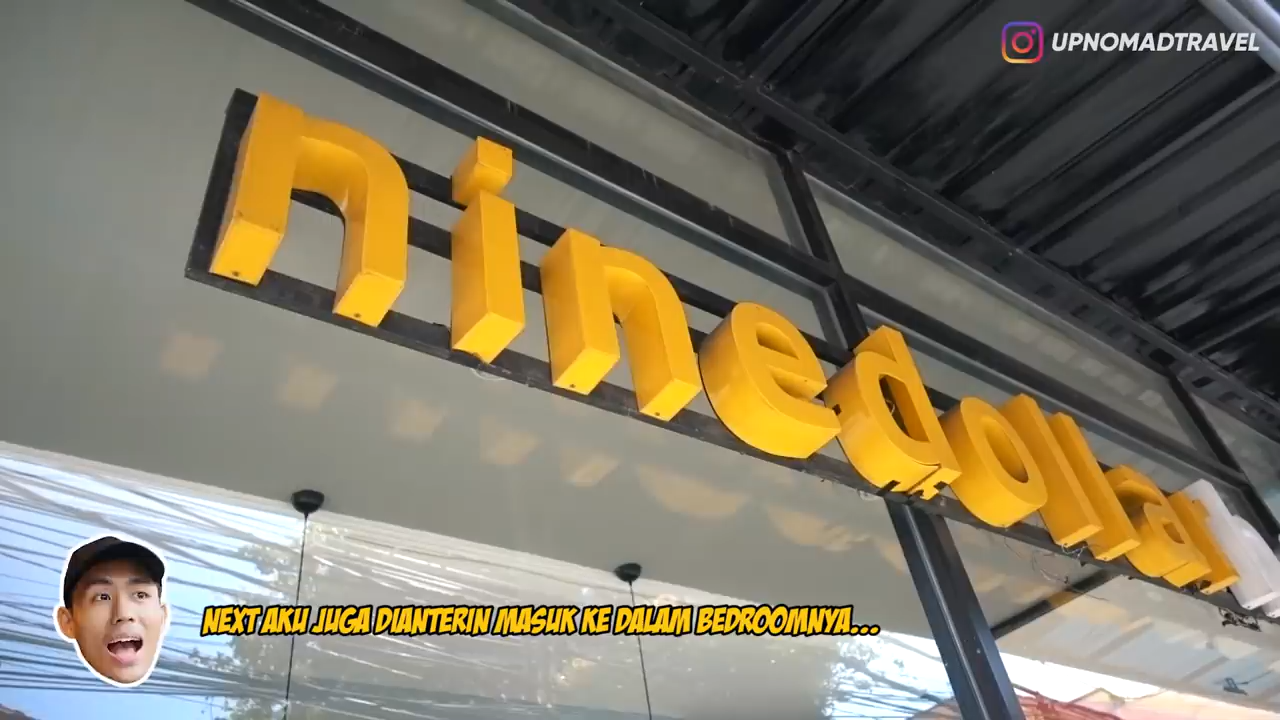 UPNOMADTRAVEL
ninedollar
NEXT AKU JUGA DIANTERIN MASUK KE DALAM BEDROOMNYA...